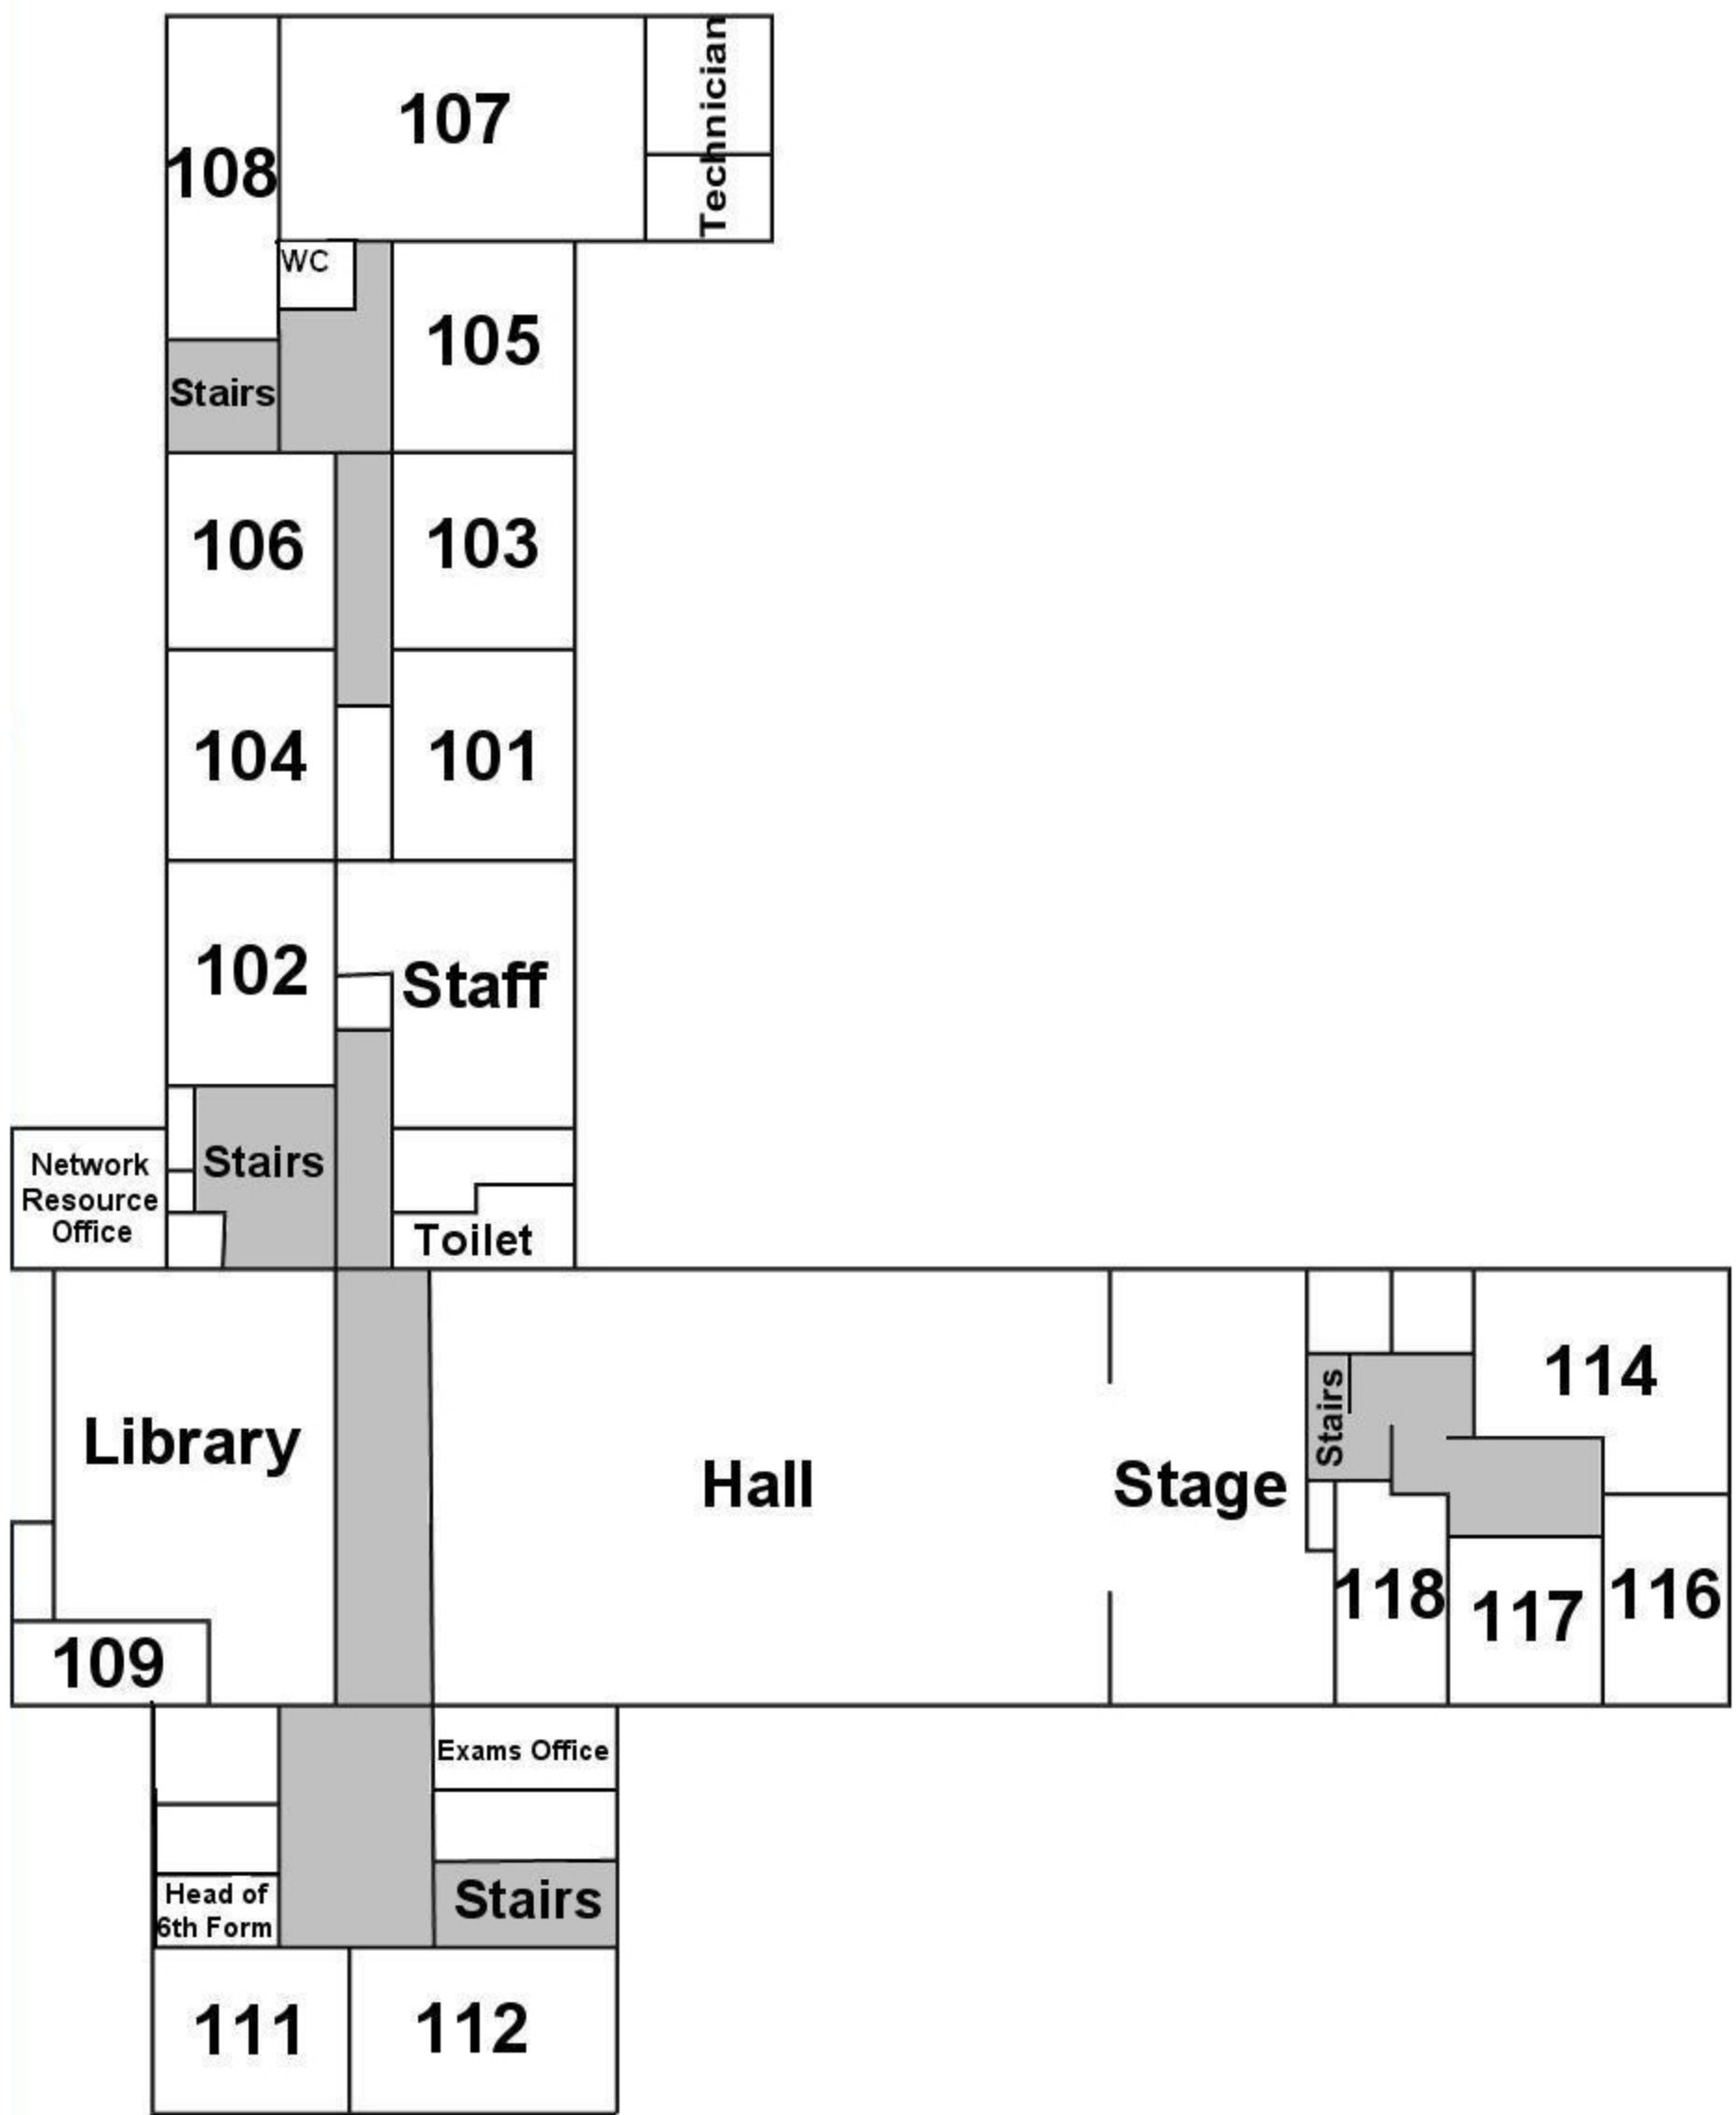 107
Technician
108
WC
105
Stairs
106
103
104
101
102
Staff
Network
Resource
Office
Stairs
Toilet
Library
Hall
Stage
Stairs
114
109
118
117
116
Exams Office
Head of
6th Form
Stairs
111
112